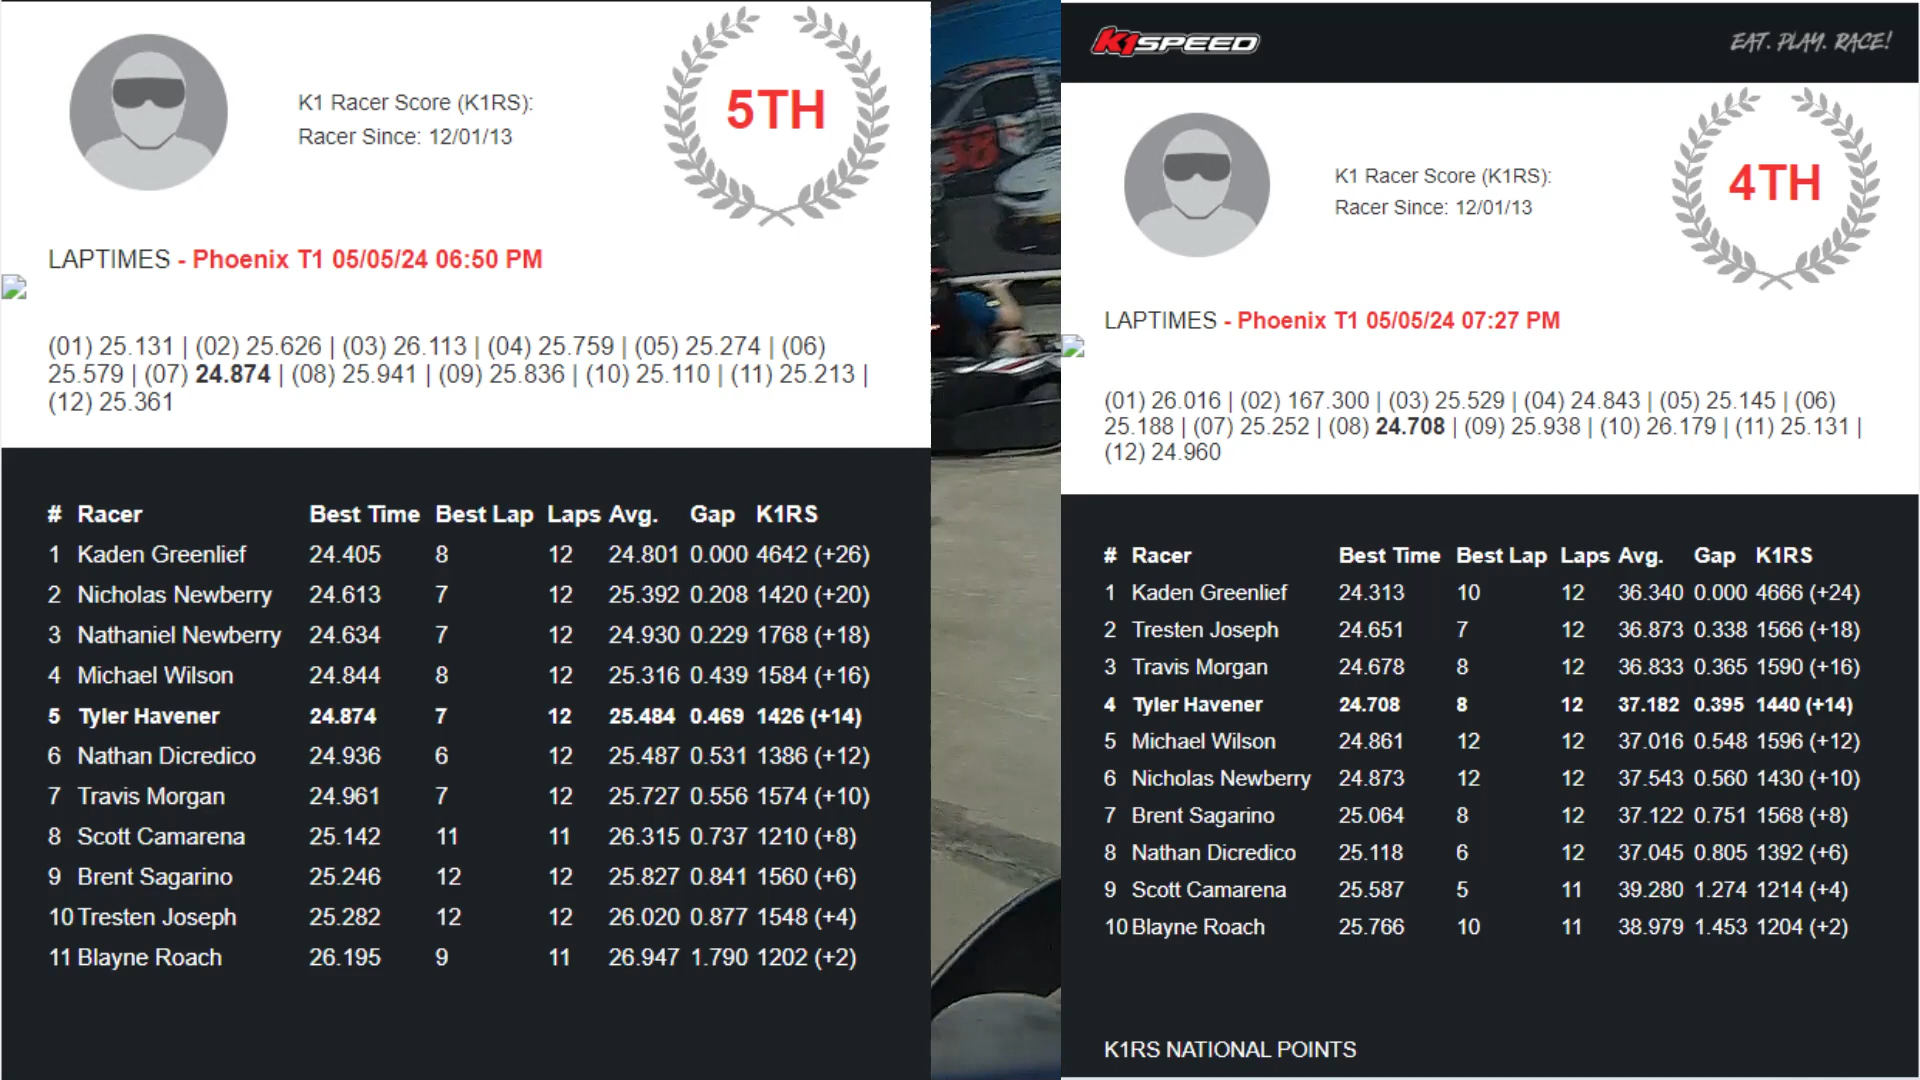 K1 Racer Score (K1RS):
Racer Since: 12/01/13
5TH
LAPTIMES - Phoenix T1 05/05/24 06:50 PM
(01) 25.131 | (02) 25.626 | (03) 26.113 | (04) 25.759 | (05) 25.274 | (06)
25.579 | (07) 24.874 | (08) 25.941 | (09) 25.836 | (10) 25.110 | (11) 25.213 |
(12) 25.361
# Racer Best Time Best Lap Laps Avg. Gap K1RS
1 Kaden Greenlief 24.405 8 12 24.801 0.000 4642 (+26)
2 Nicholas Newberry 24.613 7 12 25.392 0.208 1420 (+20)
3 Nathaniel Newberry 24.634 7 12 24.930 0.229 1768 (+18)
4 Michael Wilson 24.844 8 12 25.316 0.439 1584 (+16)
5 Tyler Havener 24.874 7 12 25.484 0.469 1426 (+14)
6 Nathan Dicredico 24.936 6 12 25.487 0.531 1386 (+12)
7 Travis Morgan 24.961 7 12 25.727 0.556 1574 (+10)
8 Scott Camarena 25.142 11 11 26.315 0.737 1210 (+8)
9 Brent Sagarino 25.246 12 12 25.827 0.841 1560 (+6)
10 Tresten Joseph 25.282 12 12 26.020 0.877 1548 (+4)
11 Blayne Roach 26.195 9 11 26.947 1.790 1202 (+2)
38
K1SPEED
EAT. PLAY. RACE!
K1 Racer Score (K1RS):
Racer Since: 12/01/13
4TH
LAPTIMES - Phoenix T1 05/05/24 07:27 PM
(01) 26.016 | (02) 167.300 | (03) 25.529 | (04) 24.843 | (05) 25.145 | (06)
25.188 | (07) 25.252 | (08) 24.708 | (09) 25.938 | (10) 26.179 | (11) 25.131 |
(12) 24.960
# Racer Best Time Best Lap Laps Avg. Gap K1RS
1 Kaden Greenlief 24.313 10 12 36.340 0.000 4666 (+24)
2 Tresten Joseph 24.651 7 12 36.873 0.338 1566 (+18)
3 Travis Morgan 24.678 8 12 36.833 0.365 1590 (+16)
4 Tyler Havener 24.708 8 12 37.182 0.395 1440 (+14)
5 Michael Wilson 24.861 12 12 37.016 0.548 1596 (+12)
6 Nicholas Newberry 24.873 12 12 37.543 0.560 1430 (+10)
7 Brent Sagarino 25.064 8 12 37.122 0.751 1568 (+8)
8 Nathan Dicredico 25.118 6 12 37.045 0.805 1392 (+6)
9 Scott Camarena 25.587 5 11 39.280 1.274 1214 (+4)
10 Blayne Roach 25.766 10 11 38.979 1.453 1204 (+2)
K1RS NATIONAL POINTS